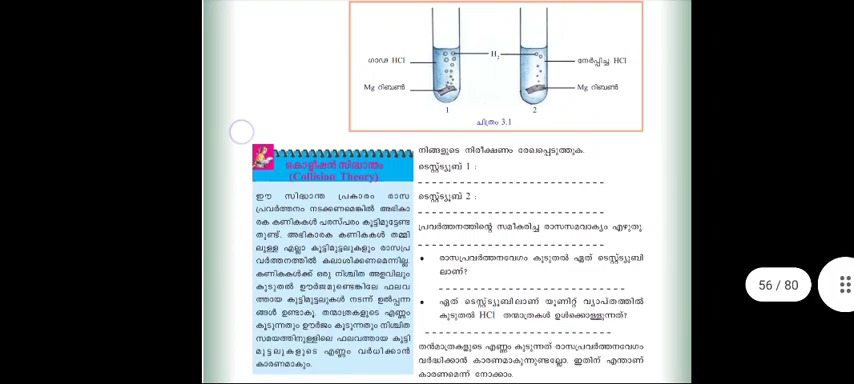 ഗാഢ HCl
H₂
നേർപ്പിച്ച HCl
Mg റിബൺ
Mg റിബൺ
1
2
ചിത്രം 3.1
കൊളീഷൻ സിദ്ധാന്തം
(Collision Theory)
ഈ സിദ്ധാന്ത പ്രകാരം രാസ
പ്രവർത്തനം നടക്കണമെങ്കിൽ അഭികാ
രക കണികകൾ പരസ്പരം കൂട്ടിമുട്ടേണ്ട
തുണ്ട്. അഭികാരക കണികകൾ തമ്മി
ലുള്ള എല്ലാ കൂട്ടിമുട്ടലുകളും രാസപ്ര
വർത്തനത്തിൽ കലാശിക്കണമെന്നില്ല.
കണികകൾക്ക് ഒരു നിശ്ചിത അളവിലും
കൂടുതൽ ഊർജമുണ്ടെങ്കിലേ ഫലവ
ത്തായ കൂട്ടിമുട്ടലുകൾ നടന്ന് ഉൽപ്പന്ന
ങ്ങൾ ഉണ്ടാകൂ. തന്മാത്രകളുടെ എണ്ണം
കൂടുന്നതും ഊർജം കൂടുന്നതും നിശ്ചിത
സമയത്തിനുള്ളിലെ ഫലവത്തായ കൂട്ടി
മുട്ടലുകളുടെ എണ്ണം വർധിക്കാൻ
കാരണമാകും.
നിങ്ങളുടെ നിരീക്ഷണം രേഖപ്പെടുത്തുക.
ടെസ്റ്റ്ട്യൂബ് 1 :
ടെസ്റ്റ്ട്യൂബ് 2 :
പ്രവർത്തനത്തിന്റെ സമീകരിച്ച രാസസമവാക്യം എഴുതൂ
• രാസപ്രവർത്തനവേഗം കൂടുതൽ ഏത് ടെസ്റ്റ്ട്യൂബി
ലാണ്?
• ഏത് ടെസ്റ്റ്ട്യൂബിലാണ് യൂണിറ്റ് വ്യാപ്തത്തിൽ
കൂടുതൽ HCl തന്മാത്രകൾ ഉൾക്കൊള്ളുന്നത്?
തൻമാത്രകളുടെ എണ്ണം കൂടുന്നത് രാസപ്രവർത്തനവേഗം
വർദ്ധിക്കാൻ കാരണമാകുന്നുണ്ടല്ലോ. ഇതിന് എന്താണ്
കാരണമെന്ന് നോക്കാം.
56 / 80